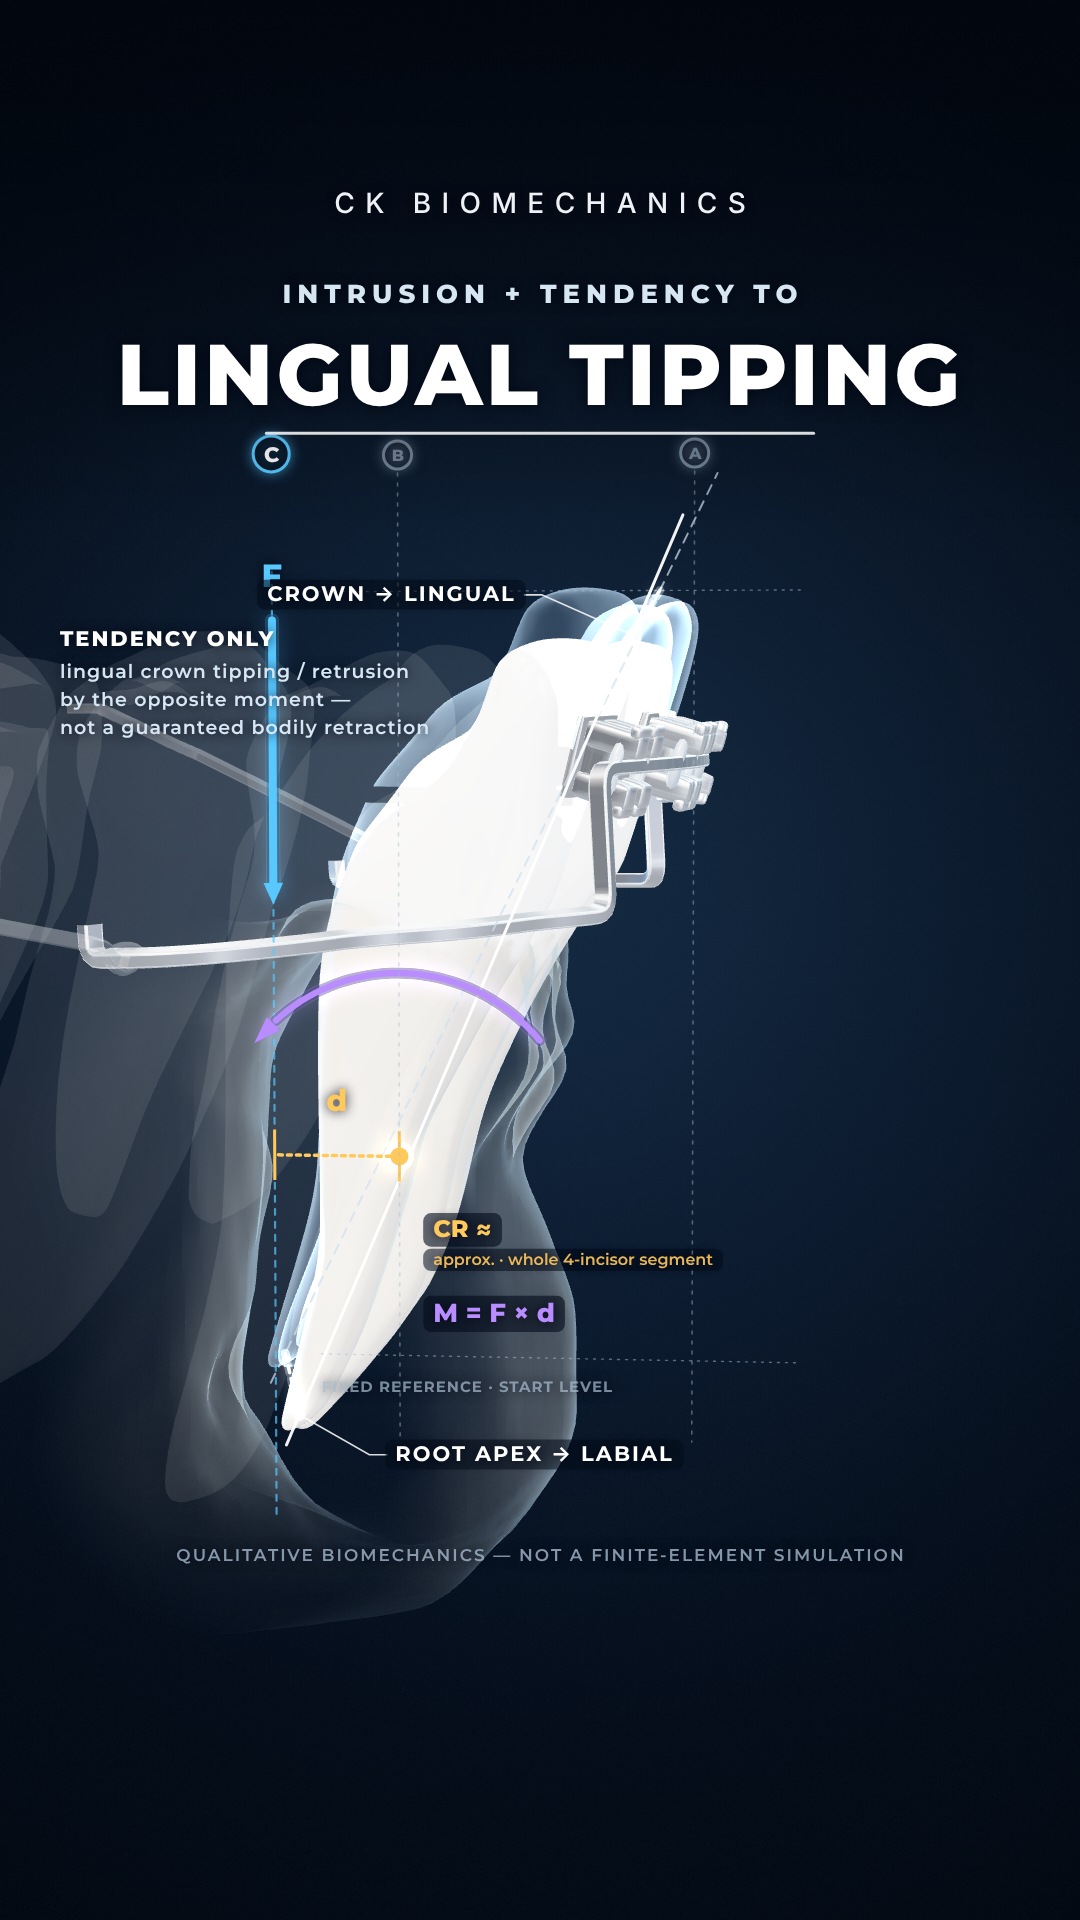 CK BIOMECHANICS
INTRUSION + TENDENCY TO
LINGUAL TIPPING
C
B
A
F
CROWN → LINGUAL
TENDENCY ONLY
lingual crown tipping / retrusion
by the opposite moment —
not a guaranteed bodily retraction
d
CR ≈
approx. · whole 4-incisor segment
M = F × d
FIXED REFERENCE · START LEVEL
ROOT APEX → LABIAL
QUALITATIVE BIOMECHANICS — NOT A FINITE-ELEMENT SIMULATION